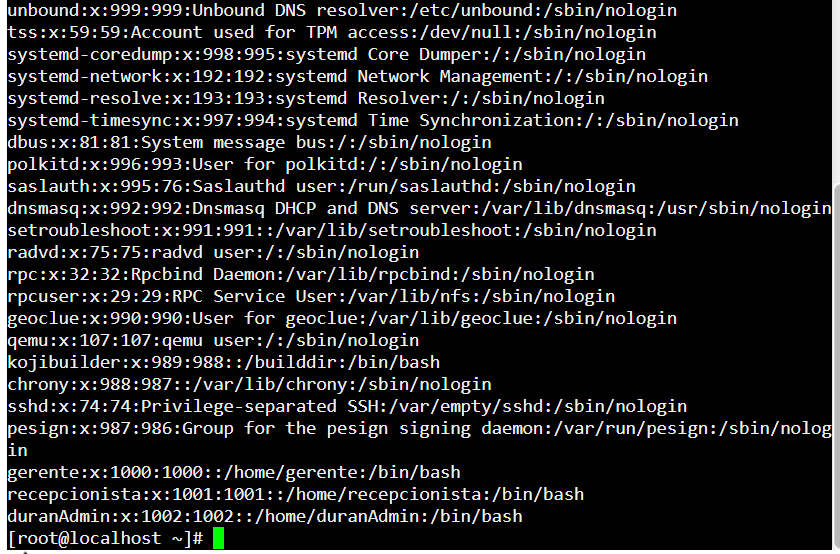 unbound:x:999:999:Unbound DNS resolver:/etc/unbound:/sbin/nologin
tss:x:59:59:Account used for TPM access:/dev/null:/sbin/nologin
systemd-coredump:x:998:995:systemd Core Dumper:/:/sbin/nologin
systemd-network:x:192:192:systemd Network Management:/:/sbin/nologin
systemd-resolve:x:193:193:systemd Resolver:/:/sbin/nologin
systemd-timesync:x:997:994:systemd Time Synchronization:/:/sbin/nologin
dbus:x:81:81:System message bus:/:/sbin/nologin
polkitd:x:996:993:User for polkitd:/:/sbin/nologin
saslauth:x:995:76:Saslauthd user:/run/saslauthd:/sbin/nologin
dnsmasq:x:992:992:Dnsmasq DHCP and DNS server:/var/lib/dnsmasq:/usr/sbin/nologin
setroubleshoot:x:991:991::/var/lib/setroubleshoot:/sbin/nologin
radvd:x:75:75:radvd user:/:/sbin/nologin
rpc:x:32:32:Rpcbind Daemon:/var/lib/rpcbind:/sbin/nologin
rpcuser:x:29:29:RPC Service User:/var/lib/nfs:/sbin/nologin
geoclue:x:990:990:User for geoclue:/var/lib/geoclue:/sbin/nologin
qemu:x:107:107:qemu user:/:/sbin/nologin
kojibuilder:x:989:988::/builddir:/bin/bash
chrony:x:988:987::/var/lib/chrony:/sbin/nologin
sshd:x:74:74:Privilege-separated SSH:/var/empty/sshd:/sbin/nologin
pesign:x:987:986:Group for the pesign signing daemon:/var/run/pesign:/sbin/nolog
in
gerente:x:1000:1000::/home/gerente:/bin/bash
recepcionista:x:1001:1001::/home/recepcionista:/bin/bash
duranAdmin:x:1002:1002::/home/duranAdmin:/bin/bash
[root@localhost ~]#